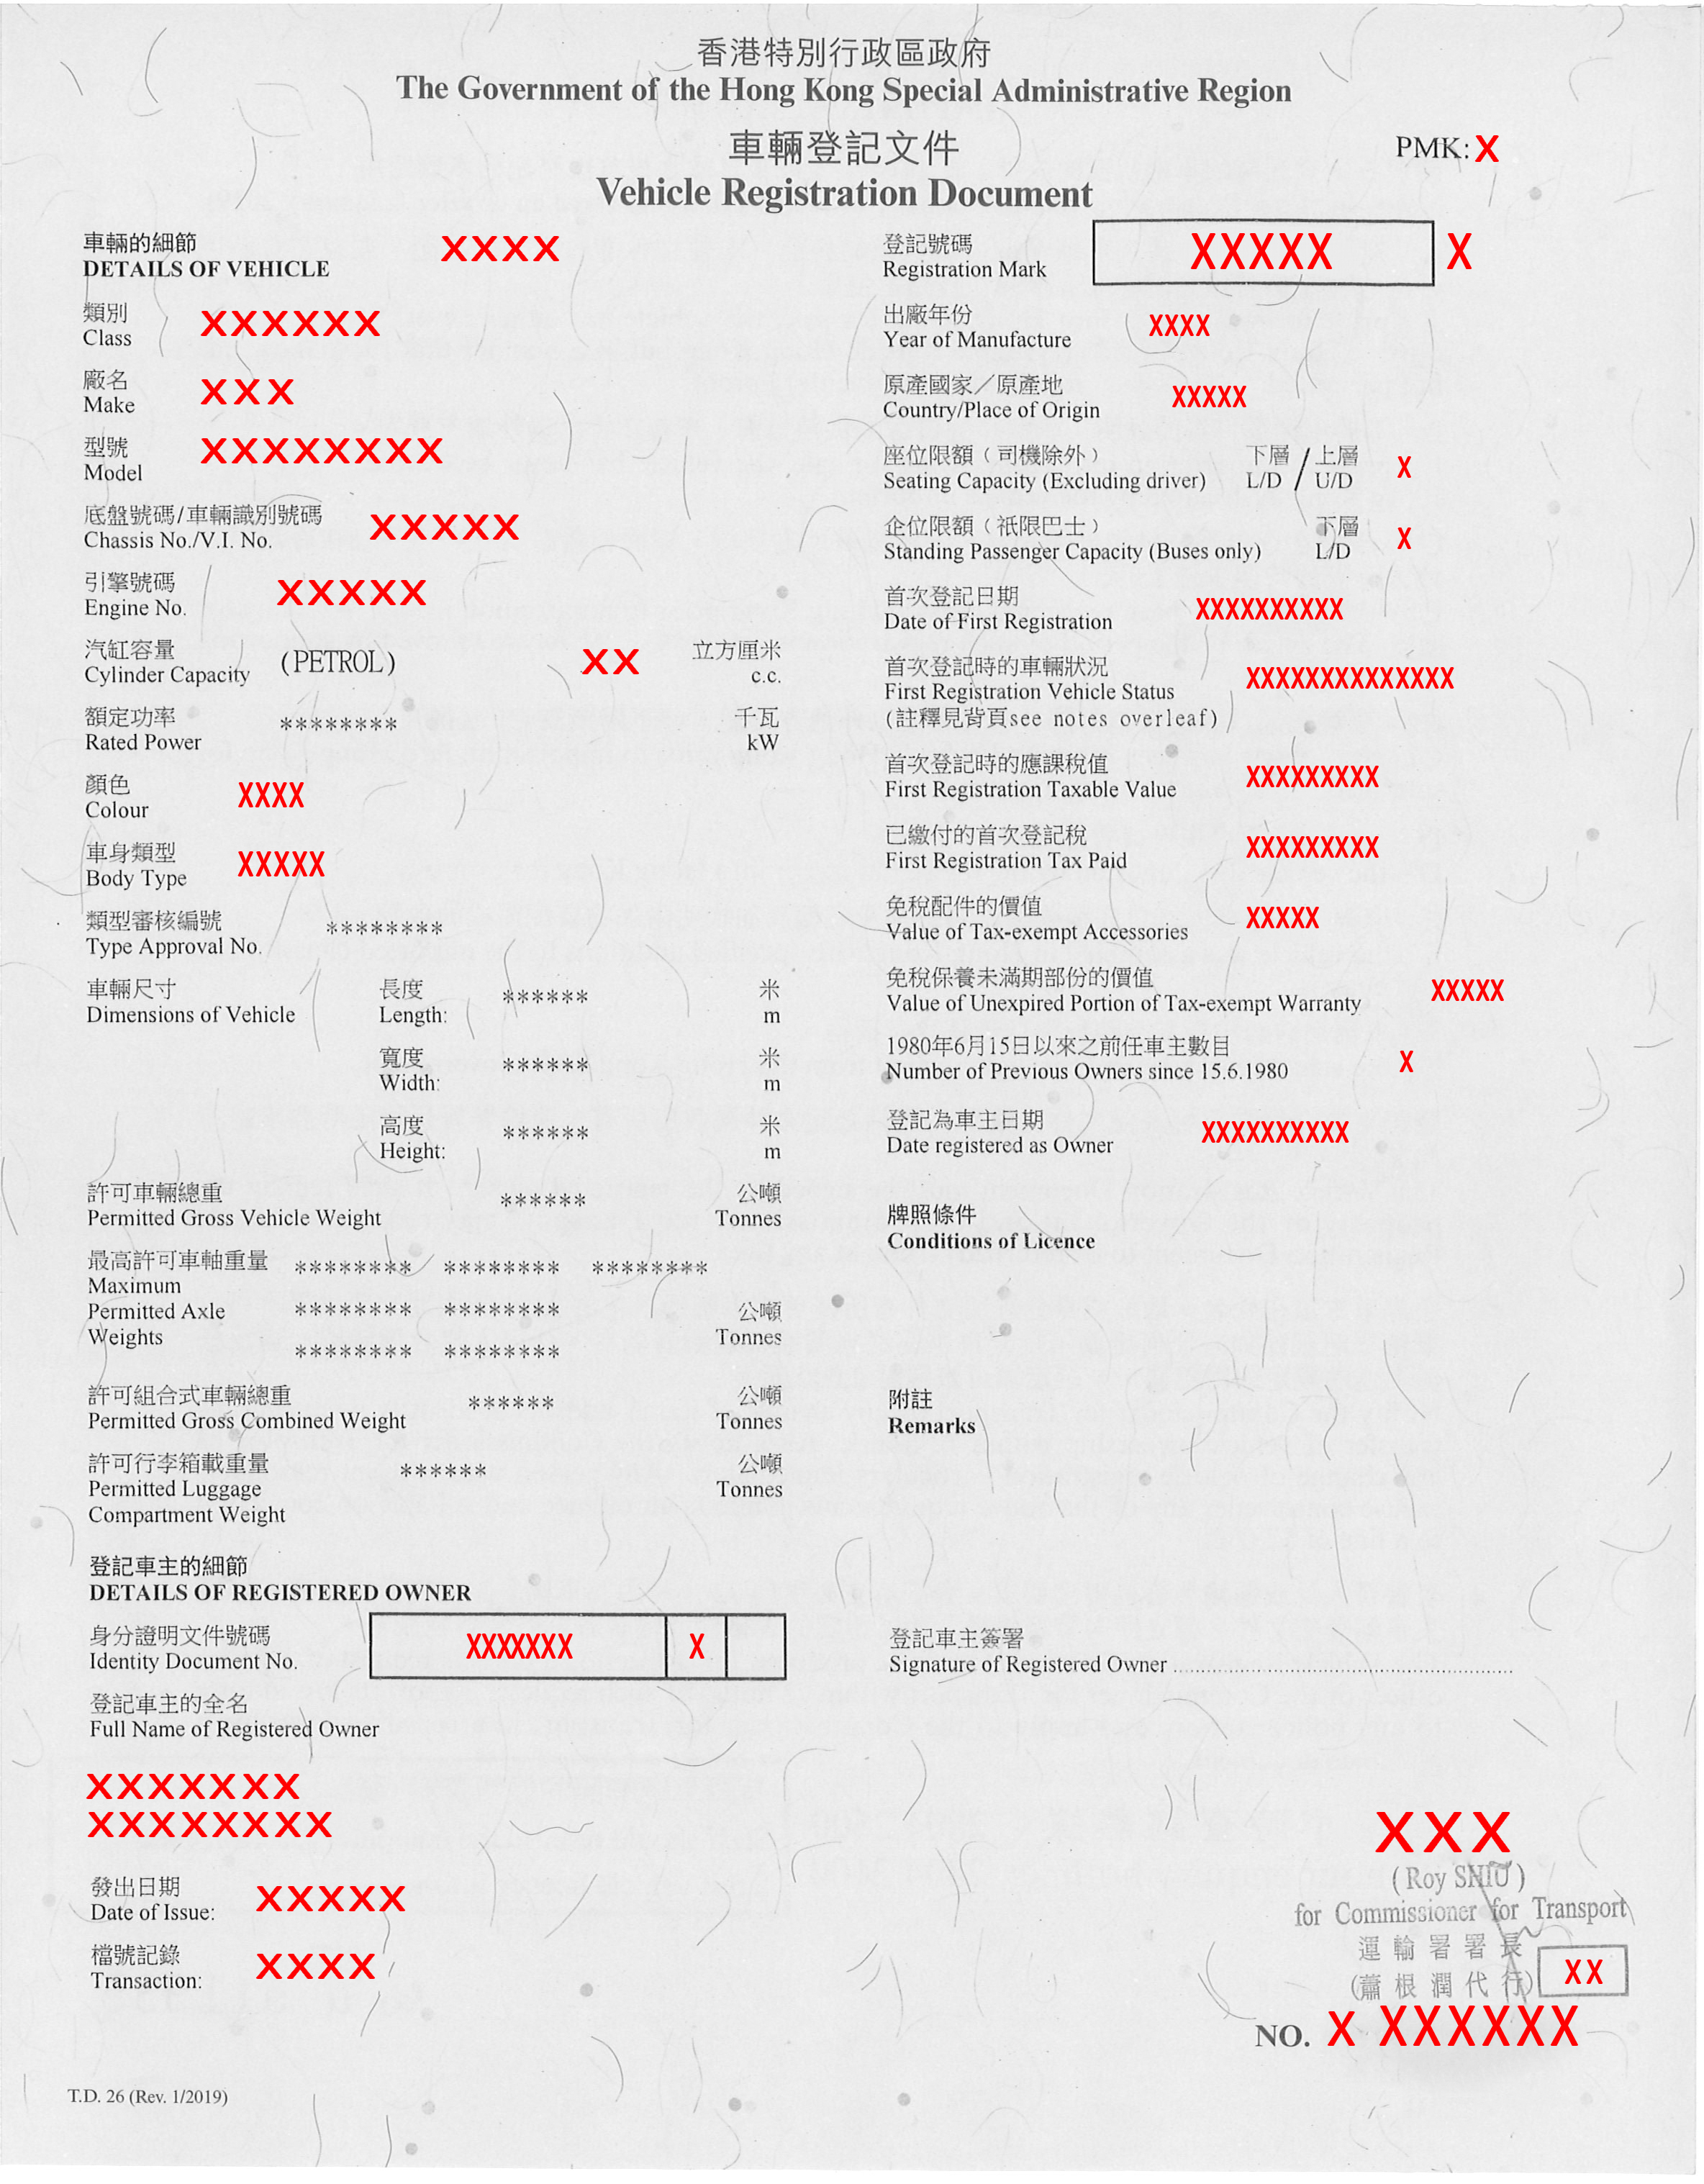 香港特別行政區政府
The Government of the Hong Kong Special Administrative Region
車輛登記文件
PMK: X
Vehicle Registration Document
車輛的細節
DETAILS OF VEHICLE XXXX
類別
Class XXXXXX
廠名
Make XXX
型號
Model XXXXXXXX
底盤號碼/車輛識別號碼
Chassis No./V.I. No. XXXXX
引擎號碼
Engine No. XXXXX
汽缸容量 立方厘米
Cylinder Capacity (PETROL) XX c.c.
額定功率 千瓦
Rated Power ******** kW
顏色
Colour XXXX
車身類型
Body Type XXXXX
類型審核編號
Type Approval No. ********
車輛尺寸 長度 米
Dimensions of Vehicle Length: ****** m
寬度 米
Width: ****** m
高度 米
Height: ****** m
許可車輛總重 公噸
Permitted Gross Vehicle Weight ****** Tonnes
最高許可車軸重量 ******** ******** ********
Maximum
Permitted Axle ******** ******** 公噸
Weights ******** ******** Tonnes
許可組合式車輛總重 公噸
Permitted Gross Combined Weight ****** Tonnes
許可行李箱載重量 ****** 公噸
Permitted Luggage Tonnes
Compartment Weight
登記號碼
Registration Mark XXXXX X
出廠年份
Year of Manufacture XXXX
原產國家／原產地
Country/Place of Origin XXXXX
座位限額（司機除外） 下層 / 上層
Seating Capacity (Excluding driver) L/D / U/D X
企位限額（祇限巴士） 下層
Standing Passenger Capacity (Buses only) L/D X
首次登記日期
Date of First Registration XXXXXXXXXX
首次登記時的車輛狀況
First Registration Vehicle Status XXXXXXXXXXXXXX
(註釋見背頁see notes overleaf)
首次登記時的應課稅值
First Registration Taxable Value XXXXXXXXX
已繳付的首次登記稅
First Registration Tax Paid XXXXXXXXX
免稅配件的價值
Value of Tax-exempt Accessories XXXXX
免稅保養未滿期部份的價值
Value of Unexpired Portion of Tax-exempt Warranty XXXXX
1980年6月15日以來之前任車主數目
Number of Previous Owners since 15.6.1980 X
登記為車主日期
Date registered as Owner XXXXXXXXXX
牌照條件
Conditions of Licence
附註
Remarks
登記車主的細節
DETAILS OF REGISTERED OWNER
身分證明文件號碼
Identity Document No. XXXXXXX X
登記車主簽署
Signature of Registered Owner
登記車主的全名
Full Name of Registered Owner
XXXXXXX
XXXXXXXX
發出日期
Date of Issue: XXXXX
檔號記錄
Transaction: XXXX
XXX
(Roy SHIU)
for Commissioner for Transport
運輸署署長
(蕭根潤代行) XX
NO. X XXXXXX
T.D. 26 (Rev. 1/2019)